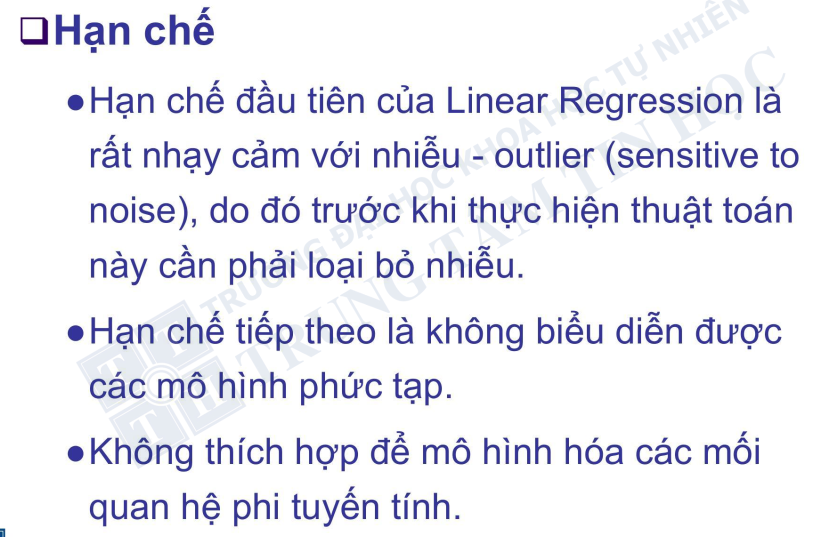 Hạn chế
●Hạn chế đầu tiên của Linear Regression là
rất nhạy cảm với nhiễu - outlier (sensitive to
noise), do đó trước khi thực hiện thuật toán
này cần phải loại bỏ nhiễu.
●Hạn chế tiếp theo là không biểu diễn được
các mô hình phức tạp.
●Không thích hợp để mô hình hóa các mối
quan hệ phi tuyến tính.
TRƯỜNG ĐẠI HỌC KHOA HỌC TỰ NHIÊN
TRUNG TÂM TIN HỌC